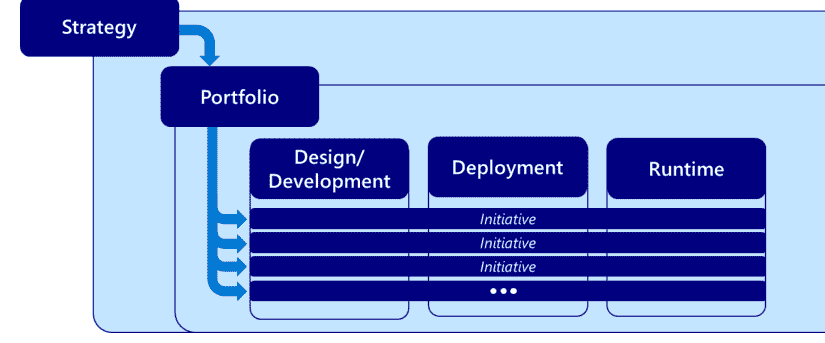 Strategy
Portfolio
Design/
Development
Deployment
Runtime
Initiative
Initiative
Initiative
•••